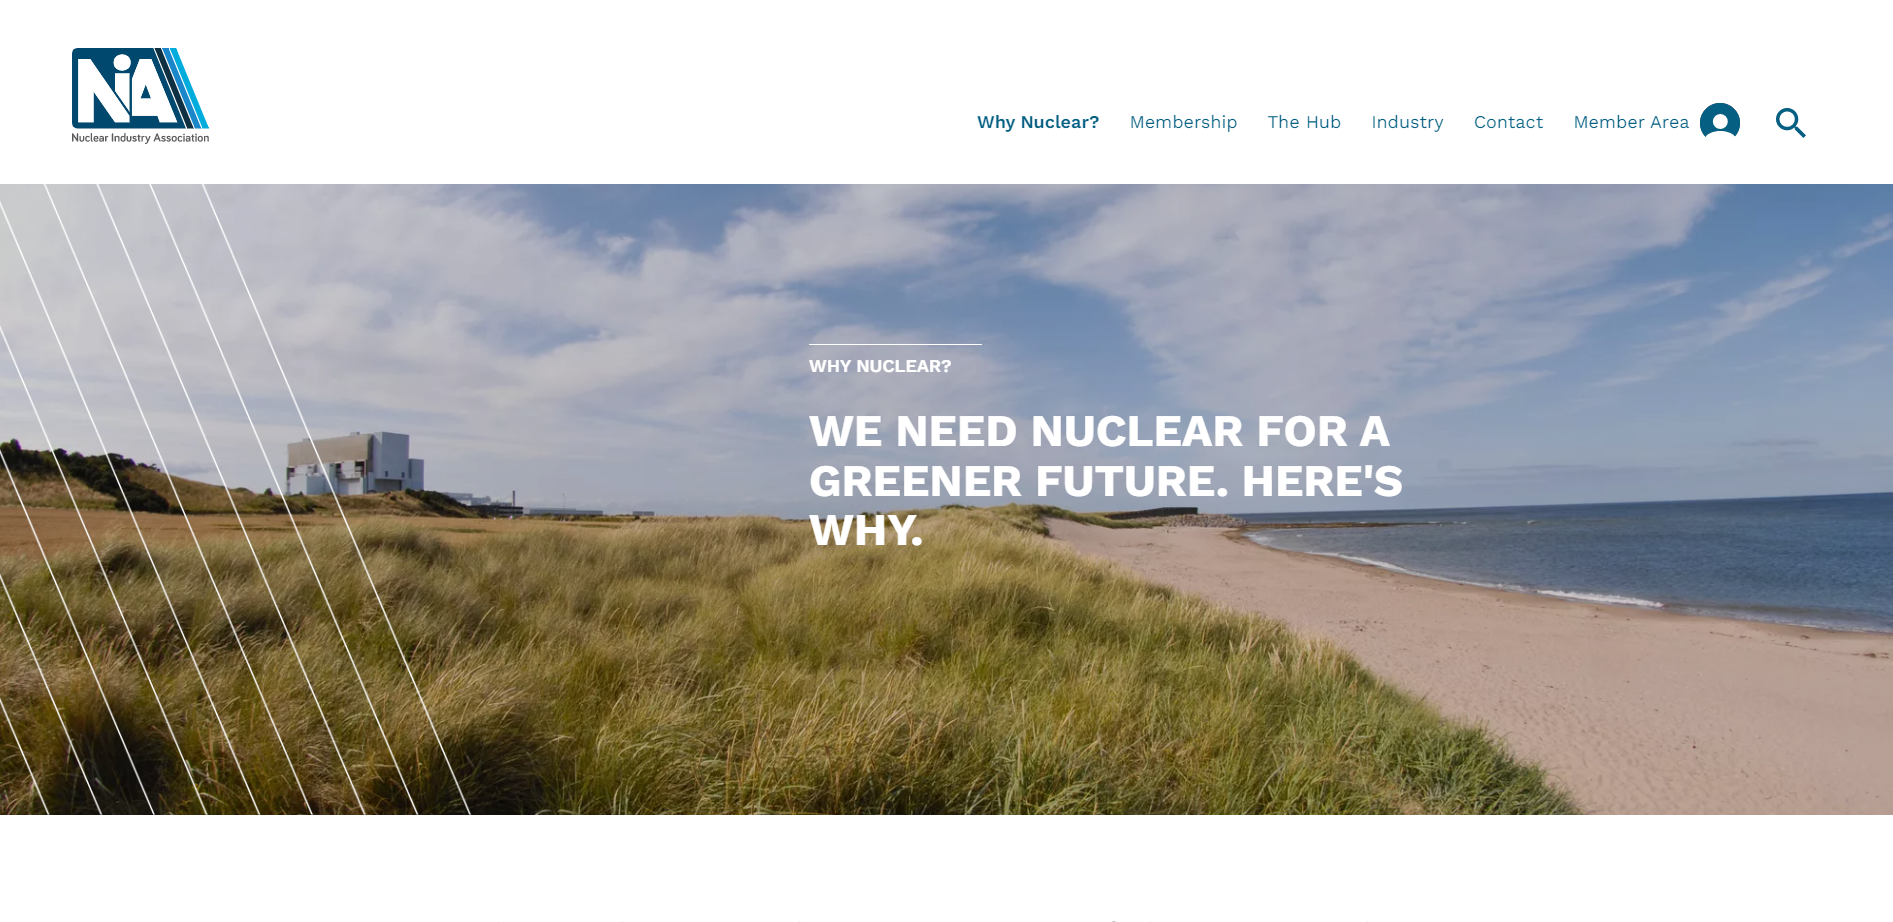 NiA
Nuclear Industry Association
Why Nuclear? Membership The Hub Industry Contact Member Area
WHY NUCLEAR?
WE NEED NUCLEAR FOR A
GREENER FUTURE. HERE'S
WHY.